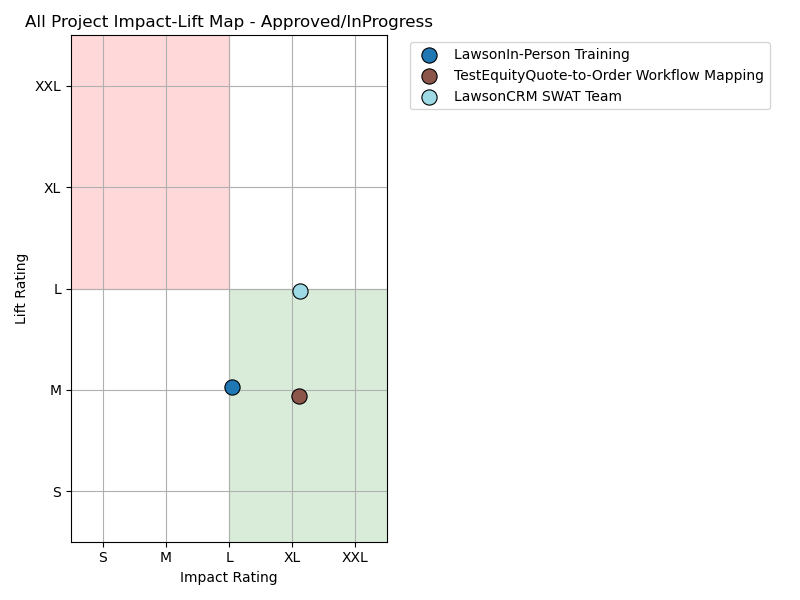 All Project Impact-Lift Map - Approved/InProgress
LawsonIn-Person Training
TestEquityQuote-to-Order Workflow Mapping
LawsonCRM SWAT Team
XXL
XL
L
M
S
Lift Rating
S M L XL XXL
Impact Rating